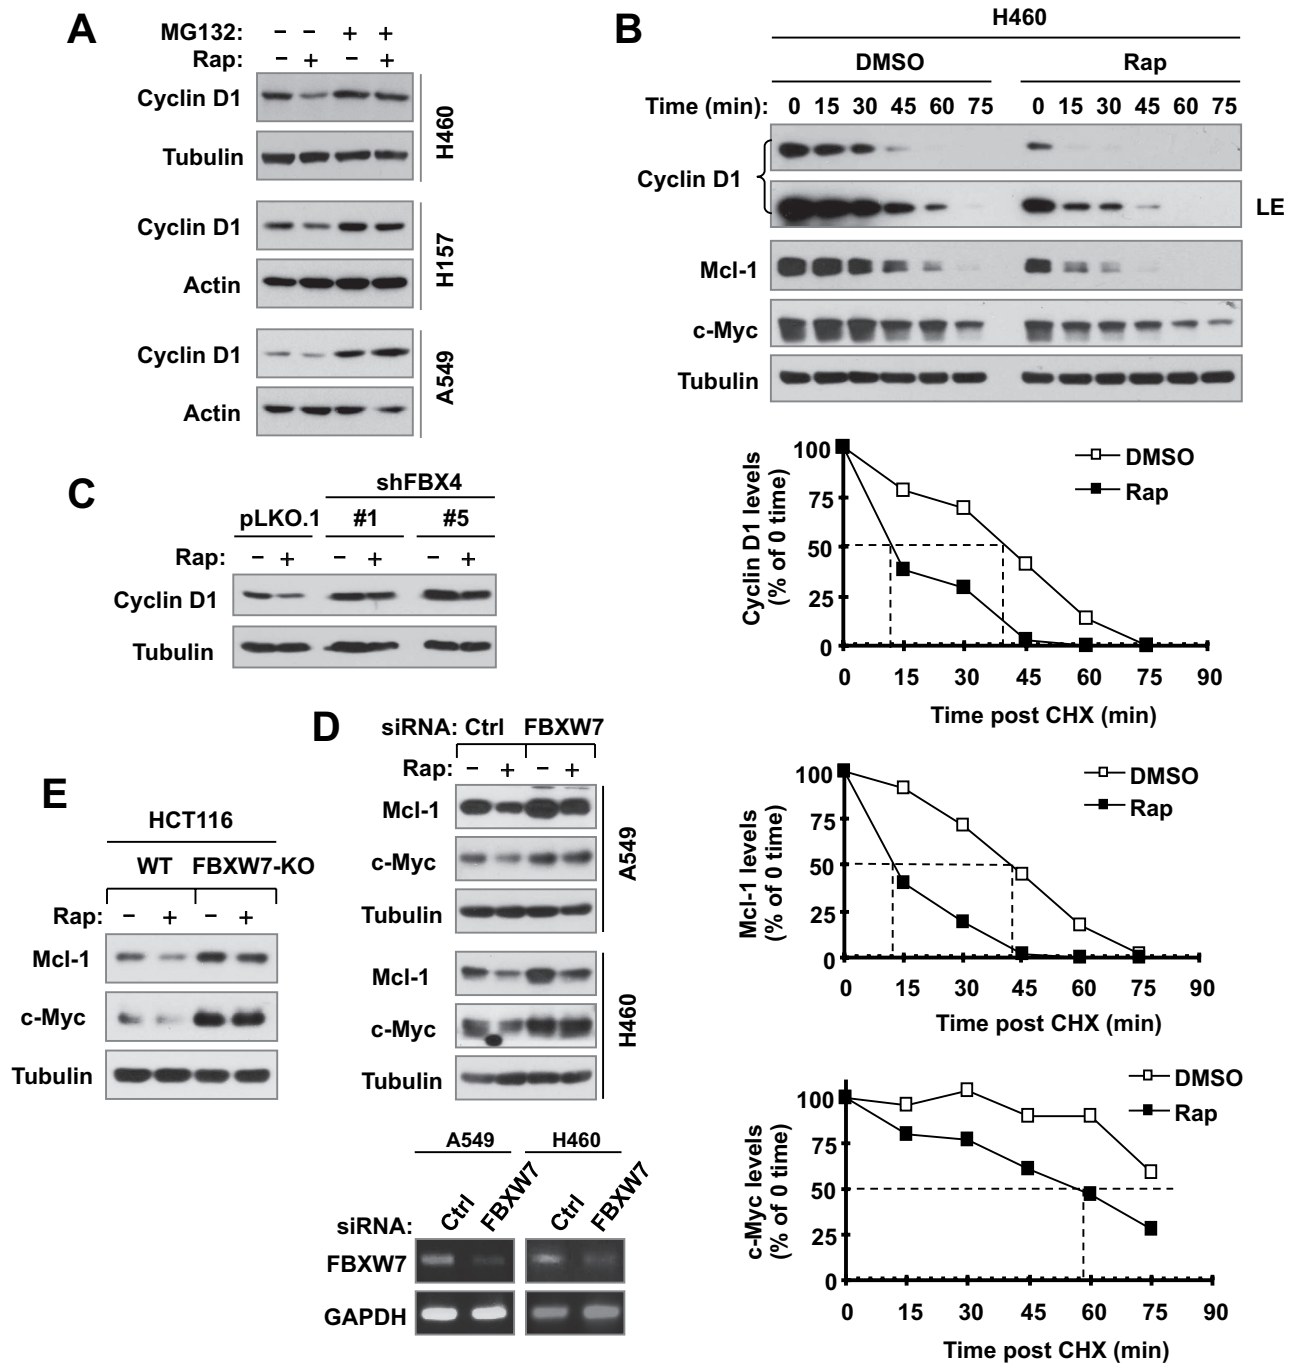 A
MG132: − − + +
Rap: − + − +
Cyclin D1
Tubulin
H460
Cyclin D1
Actin
H157
Cyclin D1
Actin
A549
B
H460
DMSO Rap
Time (min): 0 15 30 45 60 75 0 15 30 45 60 75
Cyclin D1
LE
Mcl-1
c-Myc
Tubulin
Cyclin D1 levels
(% of 0 time)
100
75
50
25
0
DMSO
Rap
0 15 30 45 60 75 90
Time post CHX (min)
Mcl-1 levels
(% of 0 time)
100
75
50
25
0
DMSO
Rap
0 15 30 45 60 75 90
Time post CHX (min)
c-Myc levels
(% of 0 time)
100
75
50
25
0
DMSO
Rap
0 15 30 45 60 75 90
Time post CHX (min)
C
shFBX4
pLKO.1 #1 #5
Rap: − + − + − +
Cyclin D1
Tubulin
D
siRNA: Ctrl FBXW7
Rap: − + − +
Mcl-1
c-Myc
Tubulin
A549
Mcl-1
c-Myc
Tubulin
H460
A549 H460
siRNA: Ctrl FBXW7 Ctrl FBXW7
FBXW7
GAPDH
E
HCT116
WT FBXW7-KO
Rap: − + − +
Mcl-1
c-Myc
Tubulin